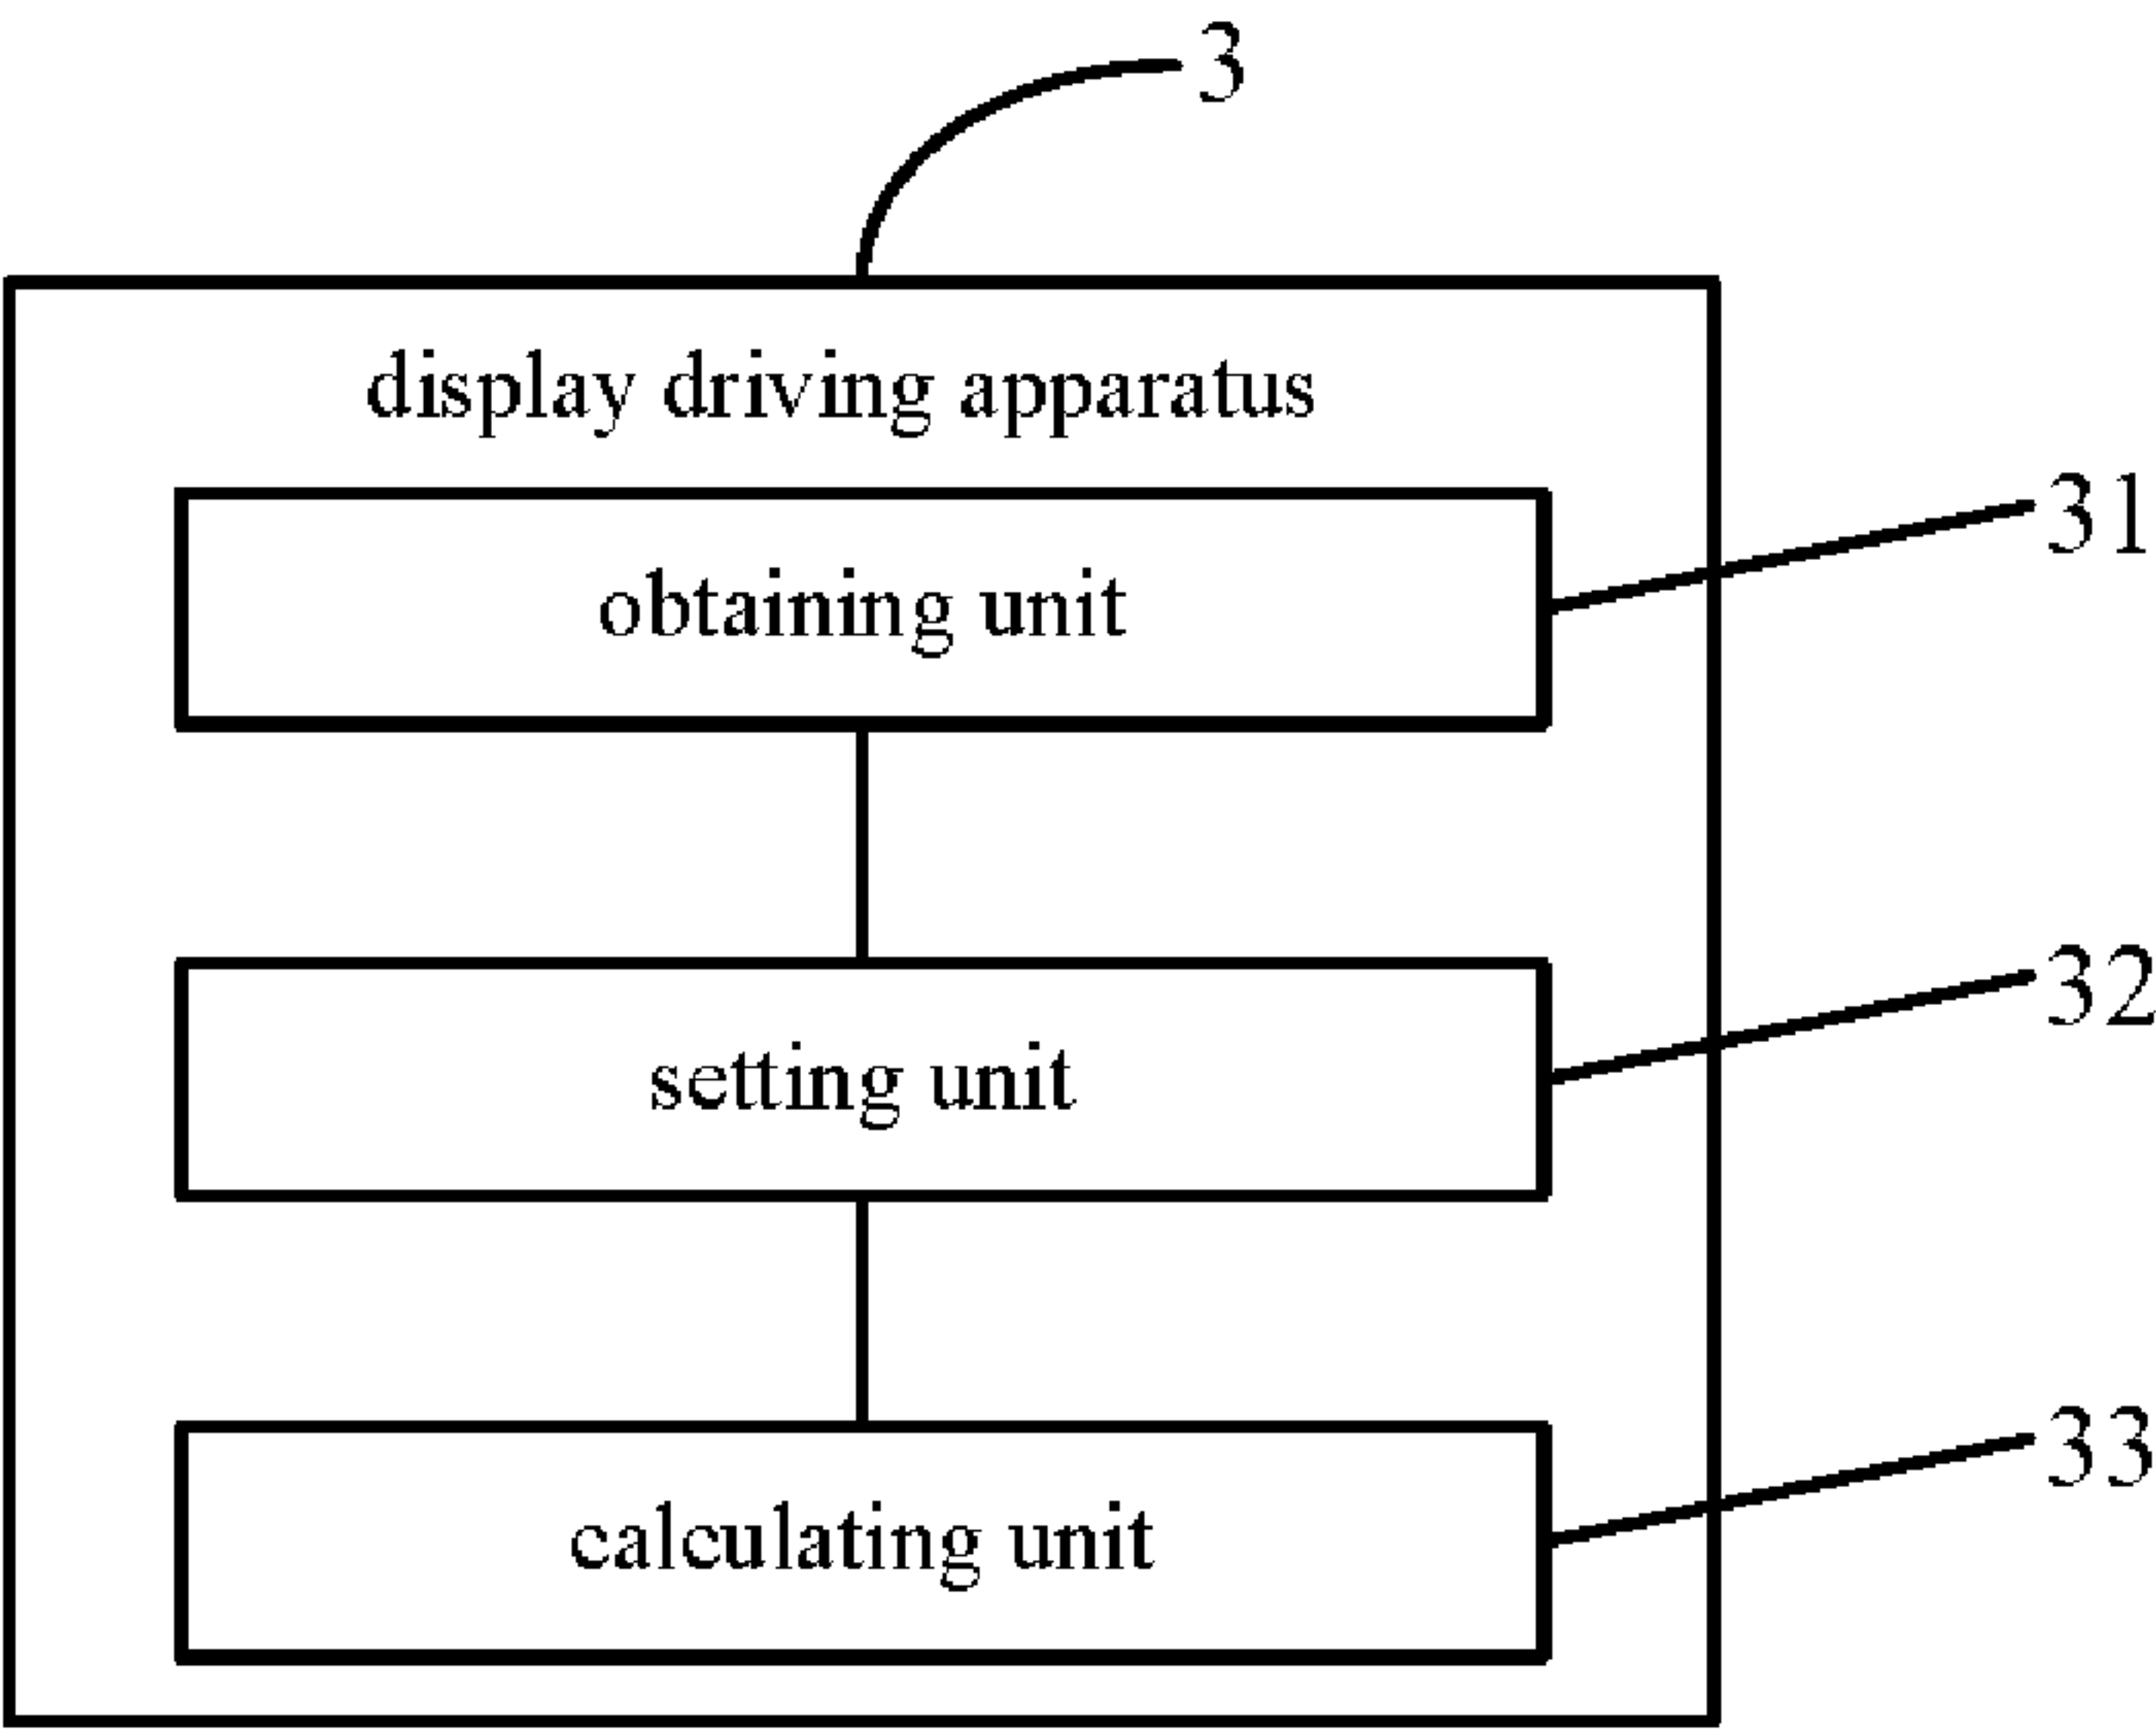 3
display driving apparatus
31
obtaining unit
32
setting unit
33
calculating unit